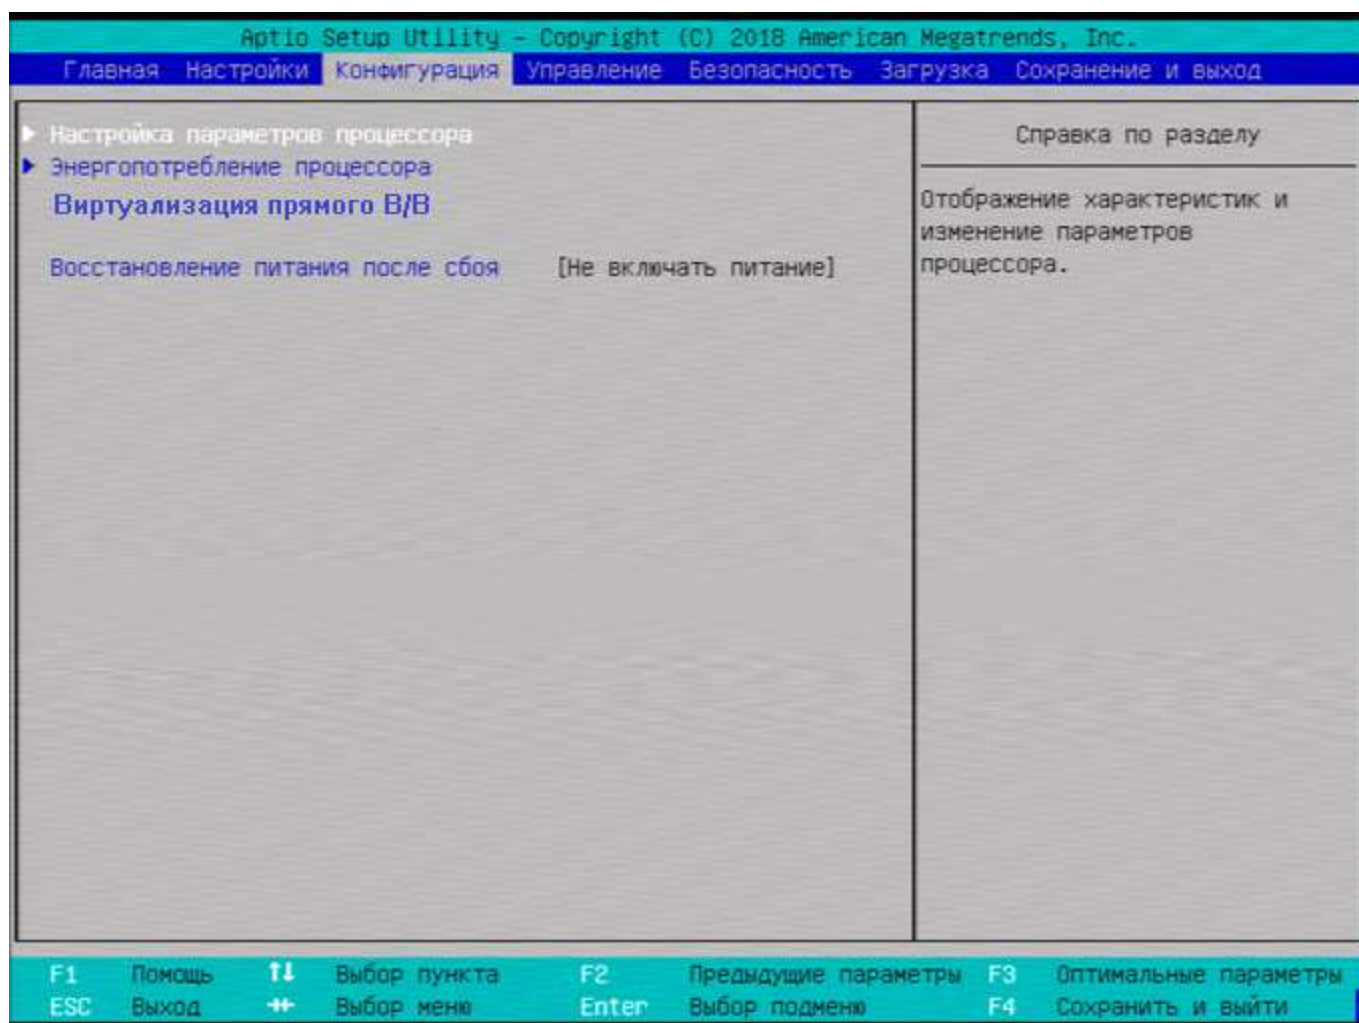 Aptio Setup Utility – Copyright (C) 2018 American Megatrends, Inc.
Главная Настройки Конфигурация Управление Безопасность Загрузка Сохранение и выход
Настройка параметров процессора
Энергопотребление процессора
Виртуализация прямого В/В
Восстановление питания после сбоя [Не включать питание]
Справка по разделу
Отображение характеристик и
изменение параметров
процессора.
F1 Помощь ↑↓ Выбор пункта F2 Предыдущие параметры F3 Оптимальные параметры
ESC Выход →← Выбор меню Enter Выбор подменю F4 Сохранить и выйти